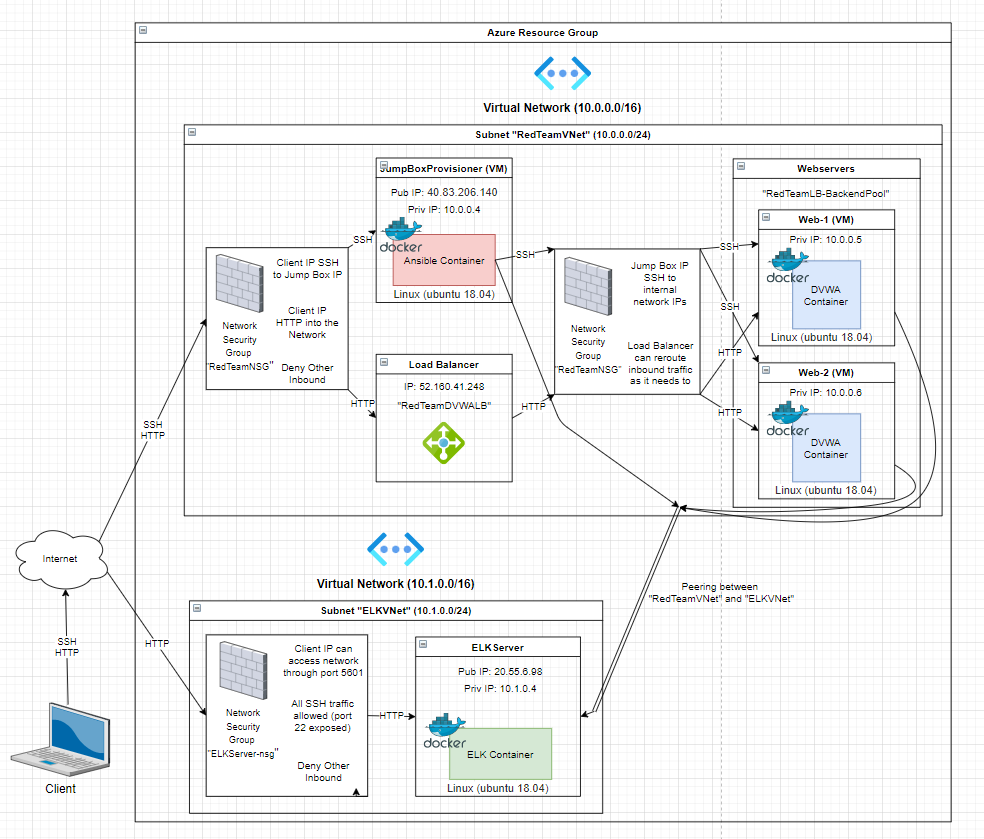 Azure Resource Group
Virtual Network (10.0.0.0/16)
Subnet "RedTeamVNet" (10.0.0.0/24)
JumpBoxProvisioner (VM)
Pub IP: 40.83.206.140
Priv IP: 10.0.0.4
docker
Ansible Container
Linux (ubuntu 18.04)
SSH
Client IP SSH
to Jump Box IP
Client IP
HTTP into the
Network
Deny Other
Inbound
Network
Security
Group
"RedTeamNSG"
HTTP
Load Balancer
IP: 52.160.41.248
"RedTeamDVWALB"
SSH
HTTP
Jump Box IP
SSH to
internal
network IPs
Load Balancer
can reroute
inbound traffic
as it needs to
Network
Security
Group
"RedTeamNSG"
SSH
SSH
HTTP
HTTP
Webservers
"RedTeamLB-BackendPool"
Web-1 (VM)
Priv IP: 10.0.0.5
docker
DVWA
Container
Linux (ubuntu 18.04)
Web-2 (VM)
Priv IP: 10.0.0.6
docker
DVWA
Container
Linux (ubuntu 18.04)
SSH
HTTP
Internet
SSH
HTTP
HTTP
Client
Virtual Network (10.1.0.0/16)
Subnet "ELKVNet" (10.1.0.0/24)
Client IP can
access network
through port 5601
All SSH traffic
allowed (port
22 exposed)
Deny Other
Inbound
Network
Security
Group
"ELKServer-nsg"
HTTP
ELKServer
Pub IP: 20.55.6.98
Priv IP: 10.1.0.4
docker
ELK Container
Linux (ubuntu 18.04)
Peering between
"RedTeamVNet" and "ELKVNet"